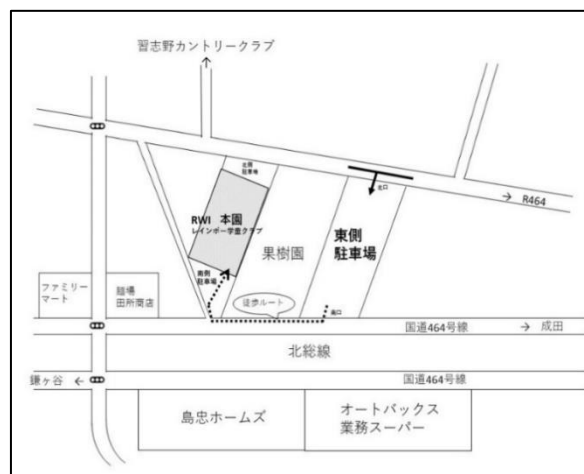 習志野カントリークラブ
R464
北側
駐車場
北口
RWI 本園
レインボー学童クラブ
東側
駐車場
果樹園
南側
駐車場
徒歩ルート
南口
ファミリー
マート
麺場
田所商店
国道464号線
成田
北総線
鎌ヶ谷
国道464号線
島忠ホームズ
オートバックス
業務スーパー